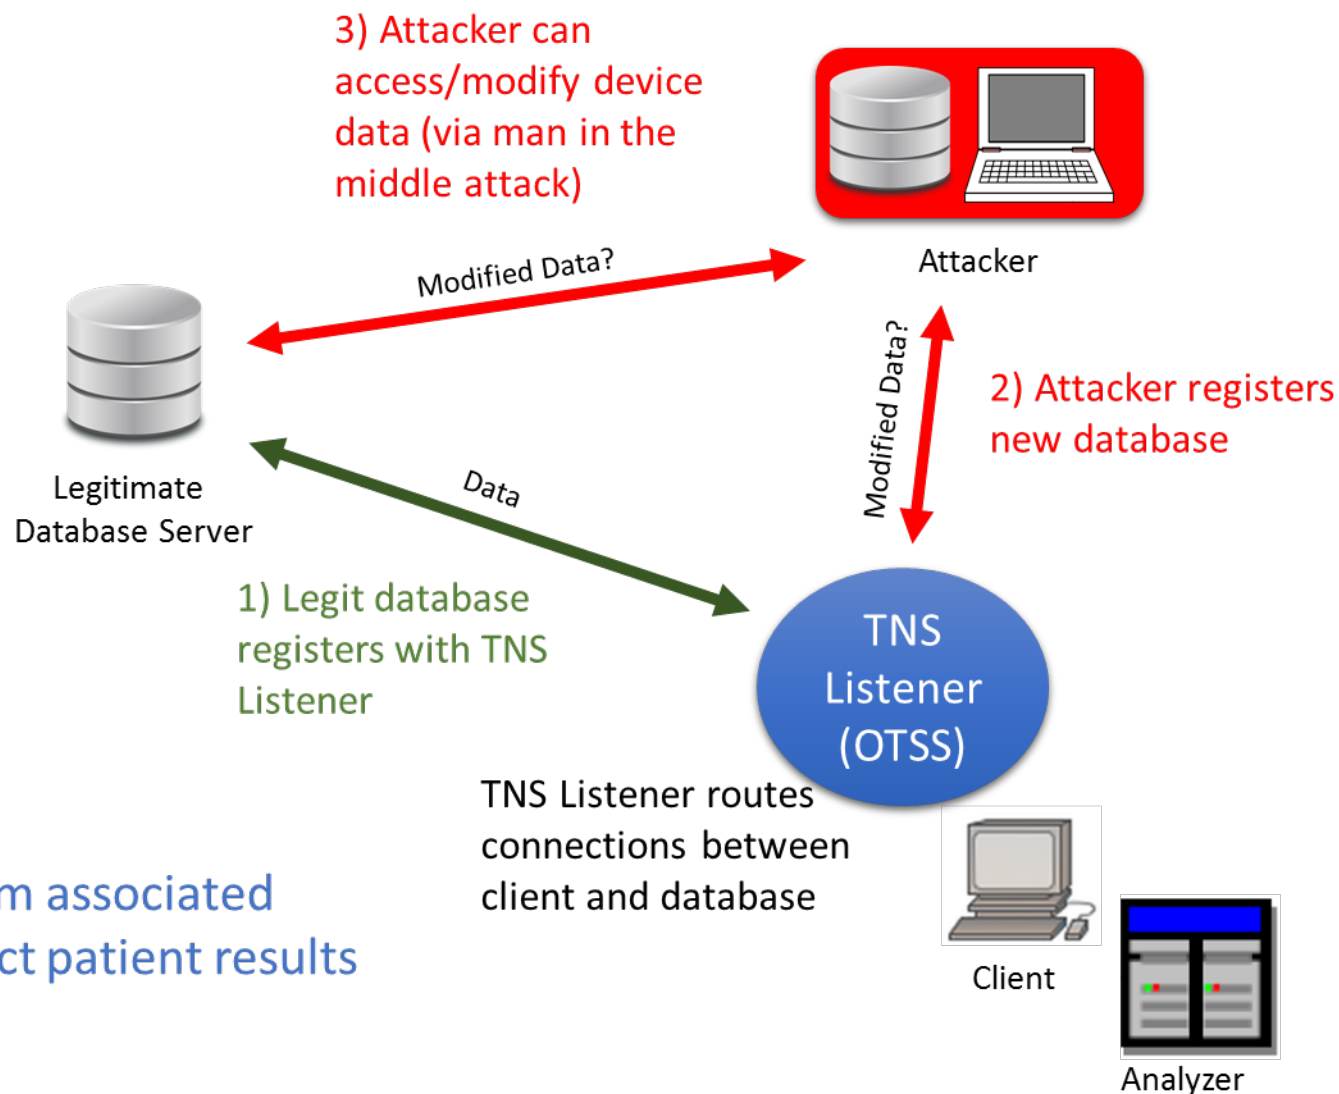 3) Attacker can
access/modify device
data (via man in the
middle attack)
Attacker
Modified Data?
Modified Data?
2) Attacker registers
new database
Legitimate
Database Server
Data
1) Legit database
registers with TNS
Listener
TNS
Listener
(OTSS)
TNS Listener routes
connections between
client and database
associated
patient results
Client
Analyzer